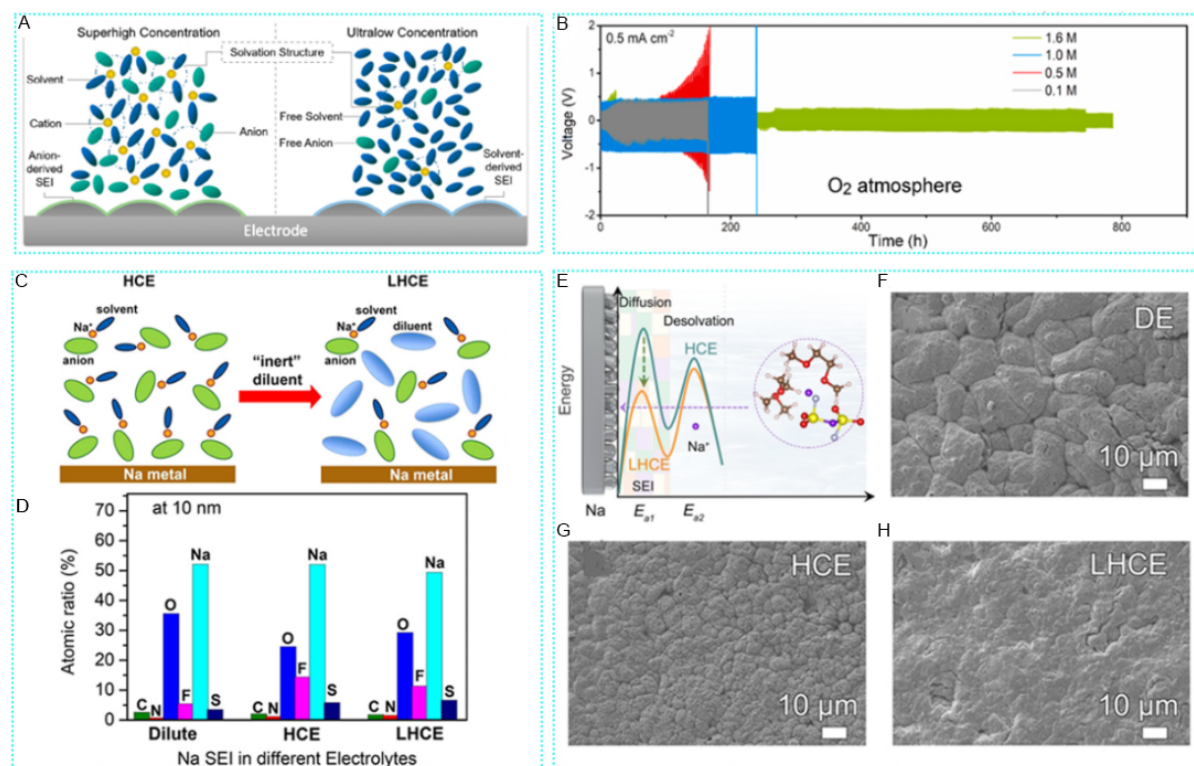 A
Superhigh Concentration
Ultralow Concentration
Solvation Structure
Solvent
Cation
Anion
Anion-
derived
SEI
Free Solvent
Free Anion
Solvent-
derived
SEI
Electrode
B
0.5 mA cm⁻²
1.6 M
1.0 M
0.5 M
0.1 M
O₂ atmosphere
Voltage (V)
2
1
0
-1
-2
0
200
400
600
800
Time (h)
C
HCE
LHCE
solvent
Na⁺
anion
"inert"
diluent
solvent
Na⁺
diluent
anion
Na metal
Na metal
D
at 10 nm
Atomic ratio (%)
70
60
50
40
30
20
10
0
C N O F Na S
C N O F Na S
C N O F Na S
Dilute
HCE
LHCE
Na SEI in different Electrolytes
E
Diffusion
Desolvation
HCE
Energy
Na⁺
LHCE
SEI
Na
Eₐ₁
Eₐ₂
F
DE
10 μm
G
HCE
10 μm
H
LHCE
10 μm